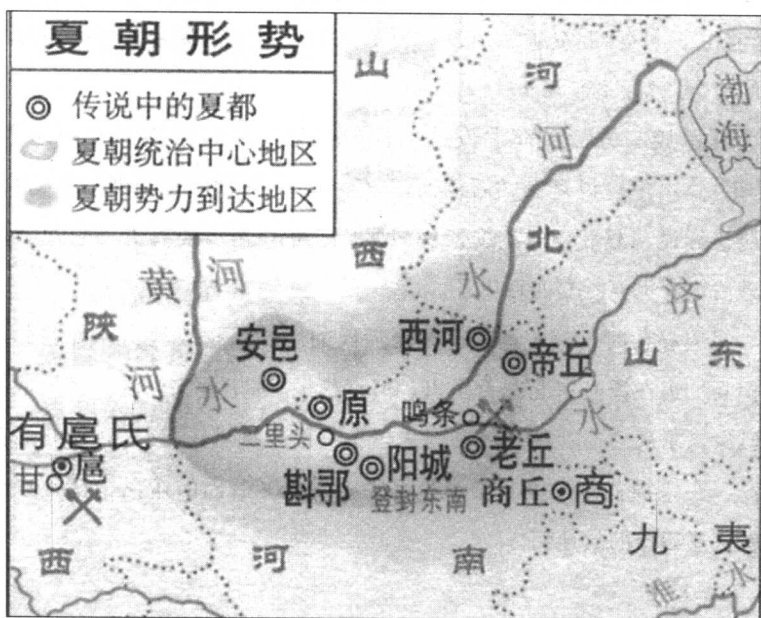 夏朝形势
传说中的夏都
夏朝统治中心地区
夏朝势力到达地区
山西
河北
河水
渤海
黄河
陕西
河水
济水
山东
安邑
西河
帝丘
原
鸣条
二里头
有扈氏
扈
甘
斟鄩
阳城
老丘
登封东南
商丘
商
河南
九夷
淮水